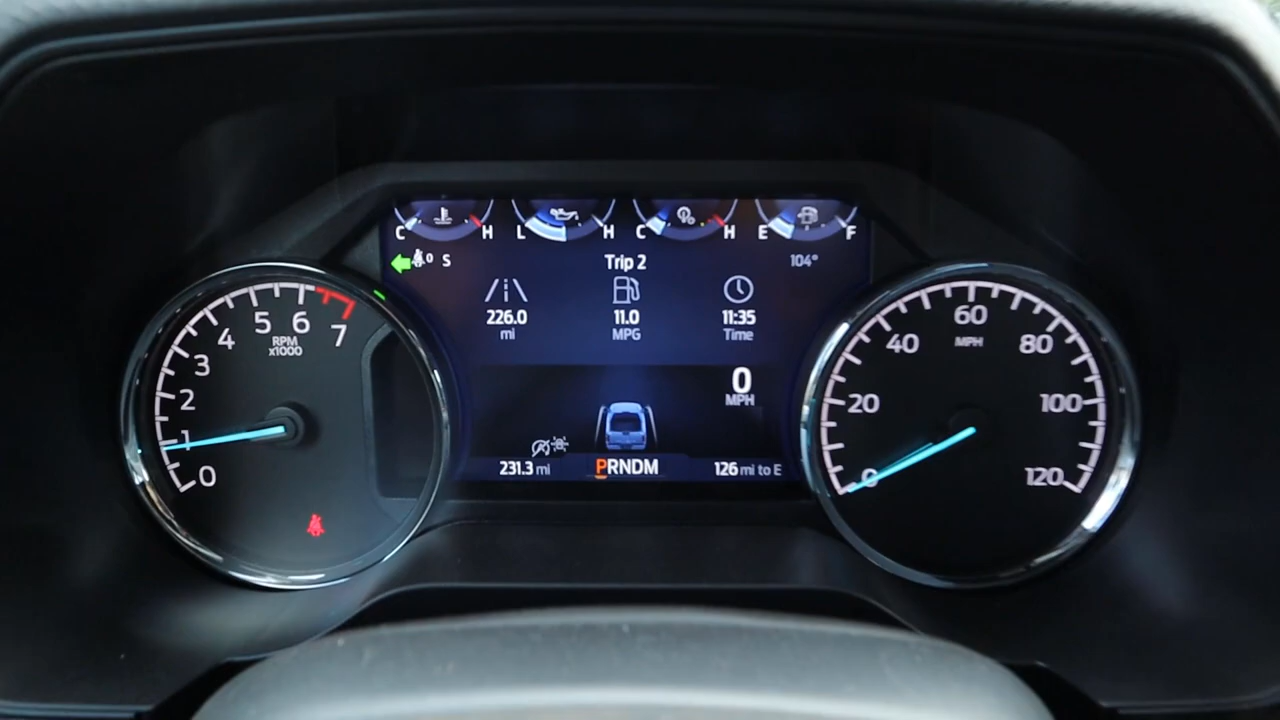 C H L H C H E F
0 S
Trip 2
104°
226.0 mi
11.0 MPG
11:35 Time
0 MPH
231.3 mi
PRNDM
126 mi to E
0 1 2 3 4 5 6 7
RPM
x1000
0 20 40 60 80 100 120
MPH